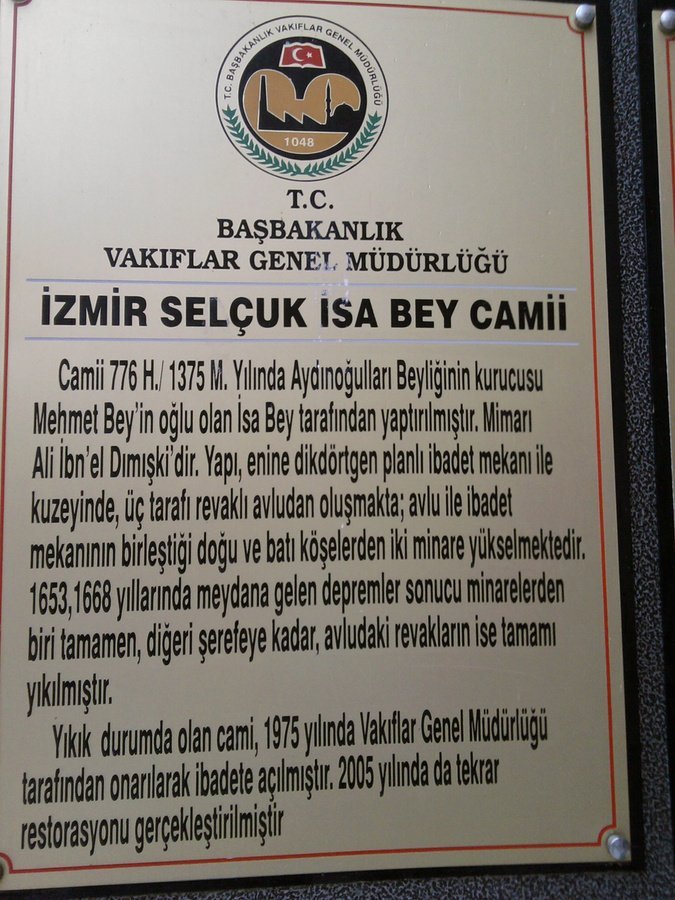 T.C. BAŞBAKANLIK VAKIFLAR GENEL MÜDÜRLÜĞÜ
1048
T.C.
BAŞBAKANLIK
VAKIFLAR GENEL MÜDÜRLÜĞÜ
İZMİR SELÇUK İSA BEY CAMİİ
Camii 776 H./ 1375 M. Yılında Aydınoğulları Beyliğinin kurucusu
Mehmet Bey'in oğlu olan İsa Bey tarafından yaptırılmıştır. Mimarı
Ali İbn'el Dımışki'dir. Yapı, enine dikdörtgen planlı ibadet mekanı ile
kuzeyinde, üç tarafı revaklı avludan oluşmakta; avlu ile ibadet
mekanının birleştiği doğu ve batı köşelerden iki minare yükselmektedir.
1653,1668 yıllarında meydana gelen depremler sonucu minarelerden
biri tamamen, diğeri şerefeye kadar, avludaki revakların ise tamamı
yıkılmıştır.
Yıkık durumda olan cami, 1975 yılında Vakıflar Genel Müdürlüğü
tarafından onarılarak ibadete açılmıştır. 2005 yılında da tekrar
restorasyonu gerçekleştirilmiştir